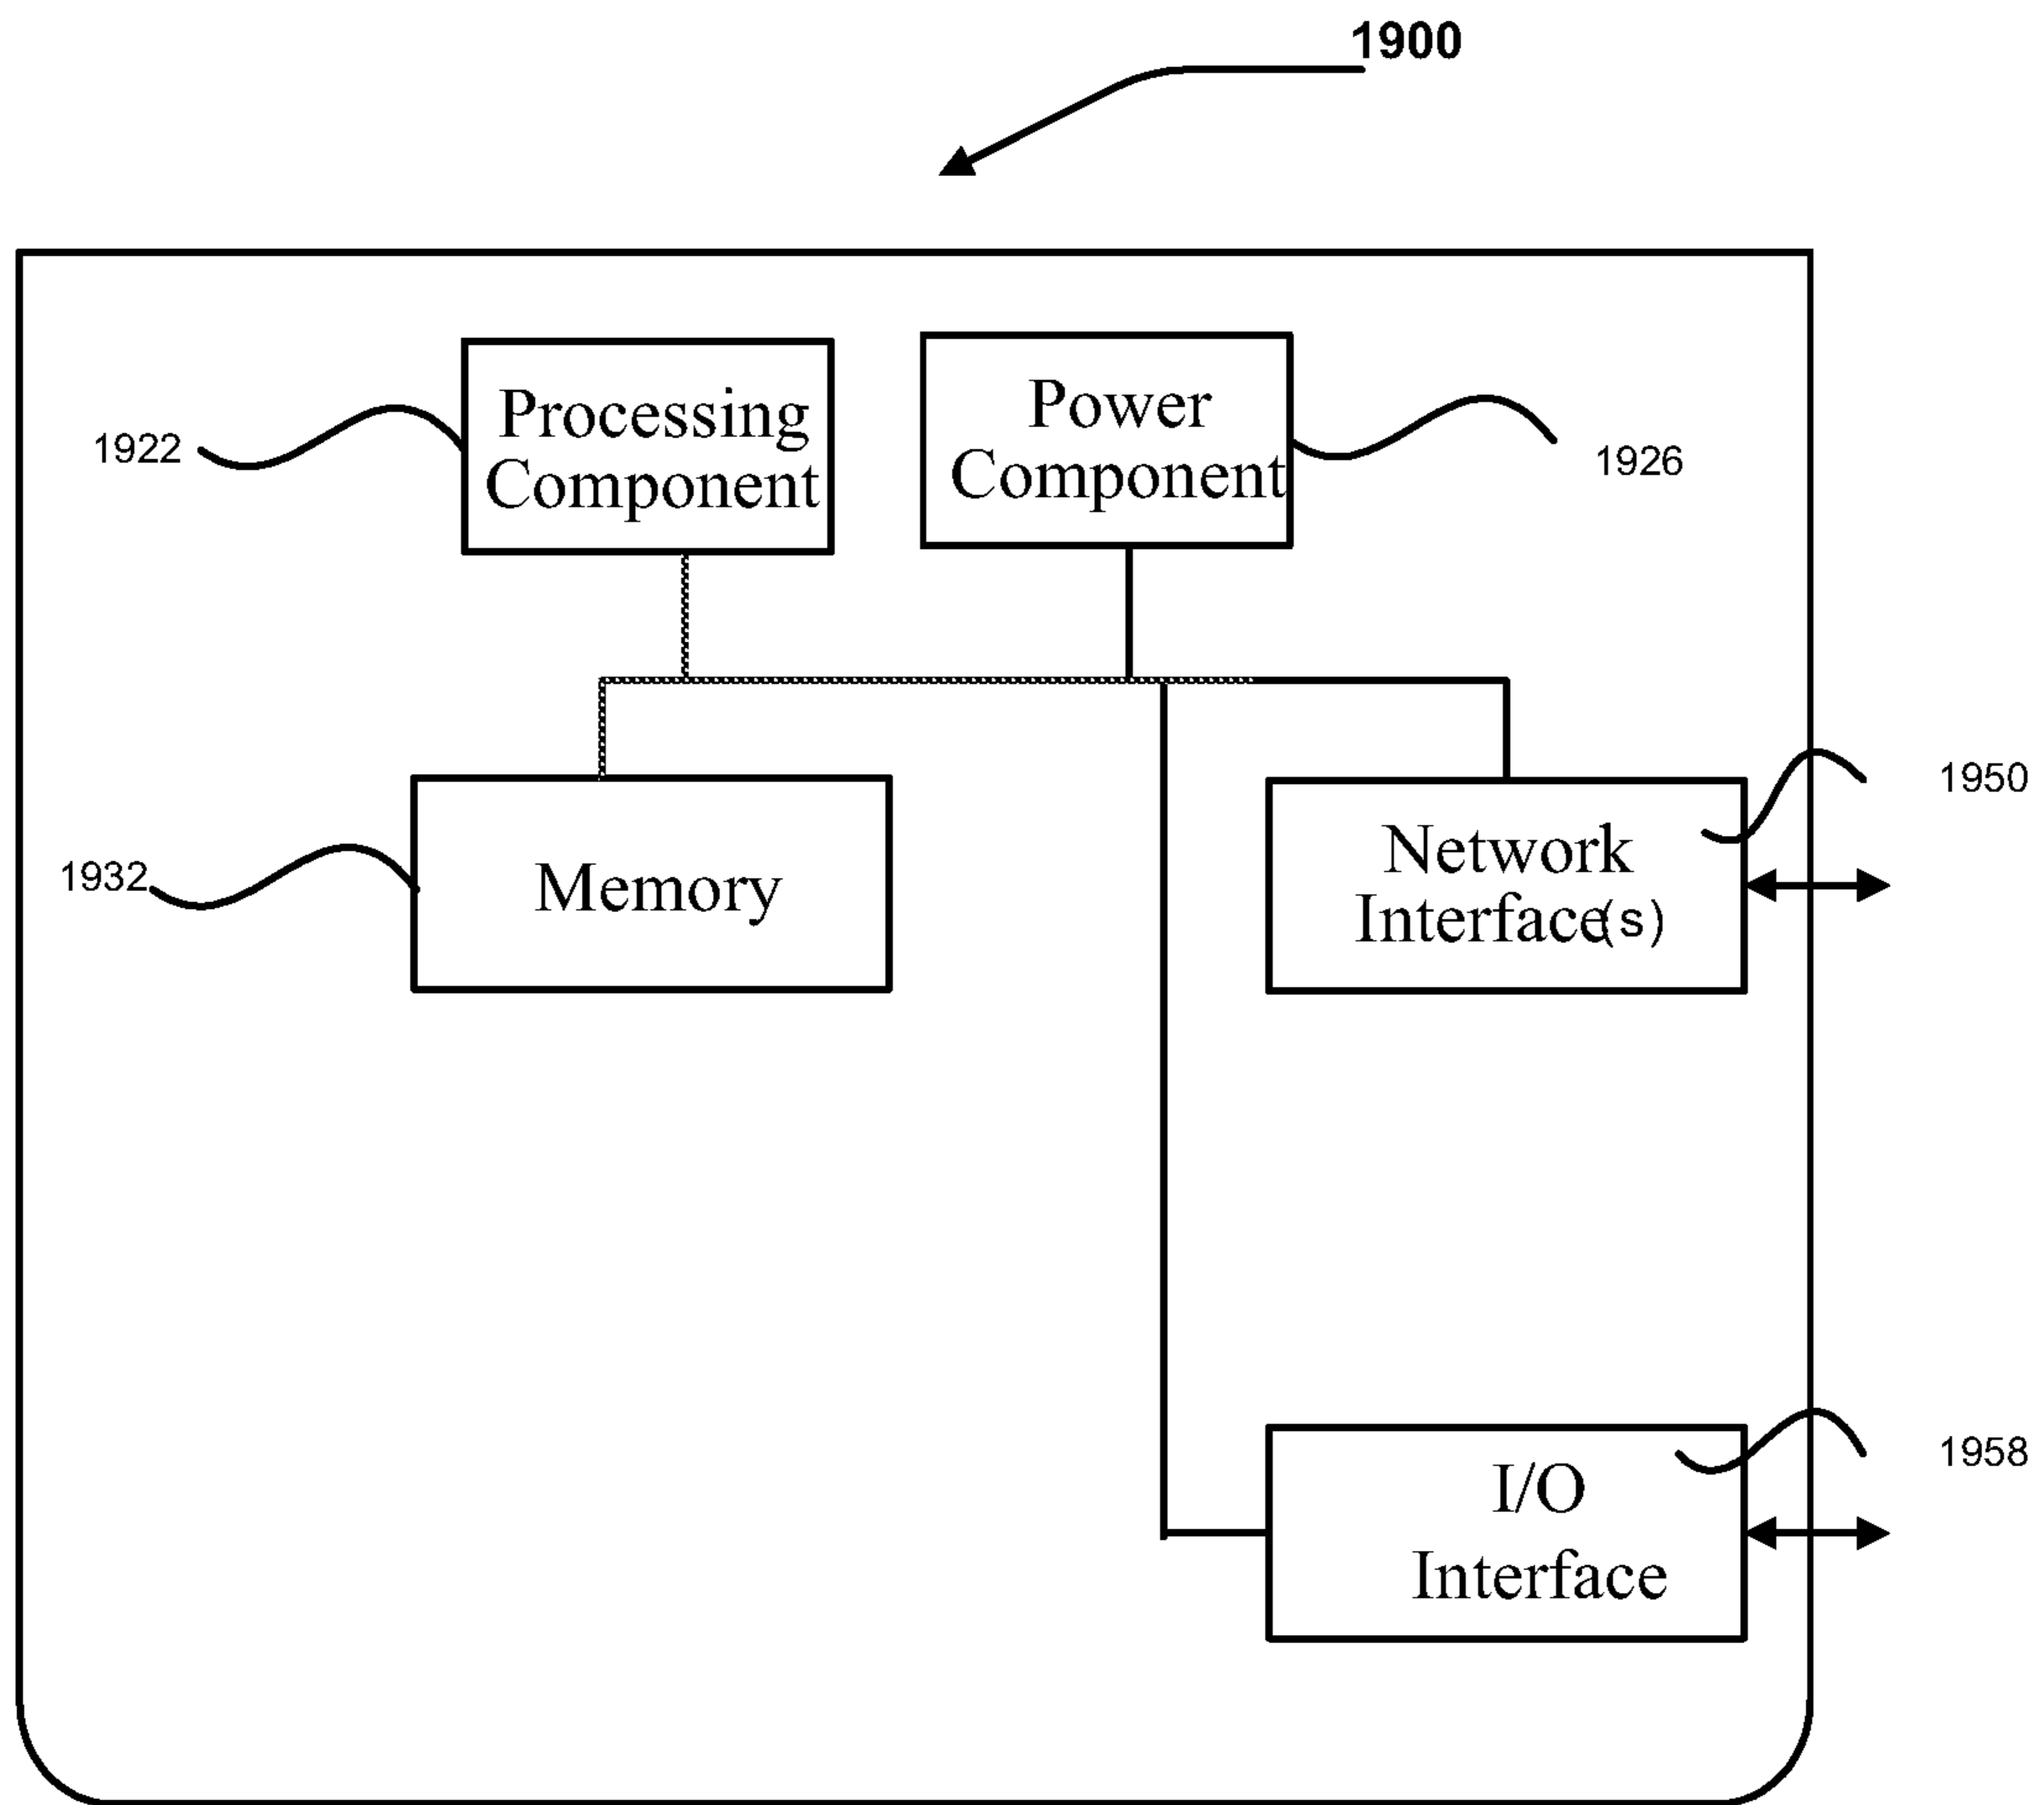 1900
Processing
Component
Power
Component
1922
1926
Memory
1932
Network
Interface(s)
1950
I/O
Interface
1958